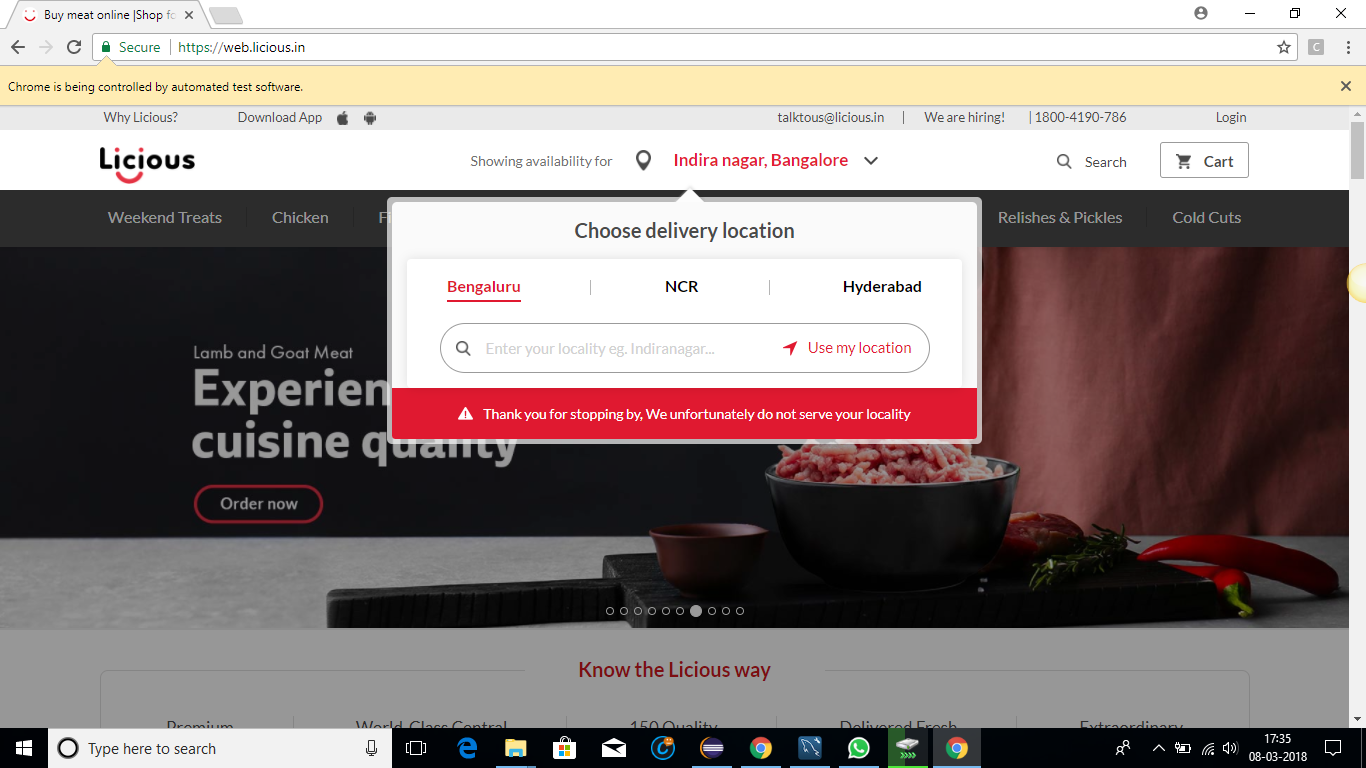 Buy meat online |Shop fo
Secure https://web.licious.in
C
Chrome is being controlled by automated test software.
Why Licious? Download App talktous@licious.in | We are hiring! | 1800-4190-786 Login
Licious Showing availability for Indira nagar, Bangalore Search Cart
Weekend Treats Chicken Relishes & Pickles Cold Cuts
Choose delivery location
Bengaluru | NCR | Hyderabad
Enter your locality eg. Indiranagar... Use my location
Thank you for stopping by, We unfortunately do not serve your locality
Lamb and Goat Meat
Experien
cuisine quality
Order now
Know the Licious way
Premium World-Class Central 150 Quality Delivered Fresh Extraordinary
Type here to search
17:35
08-03-2018